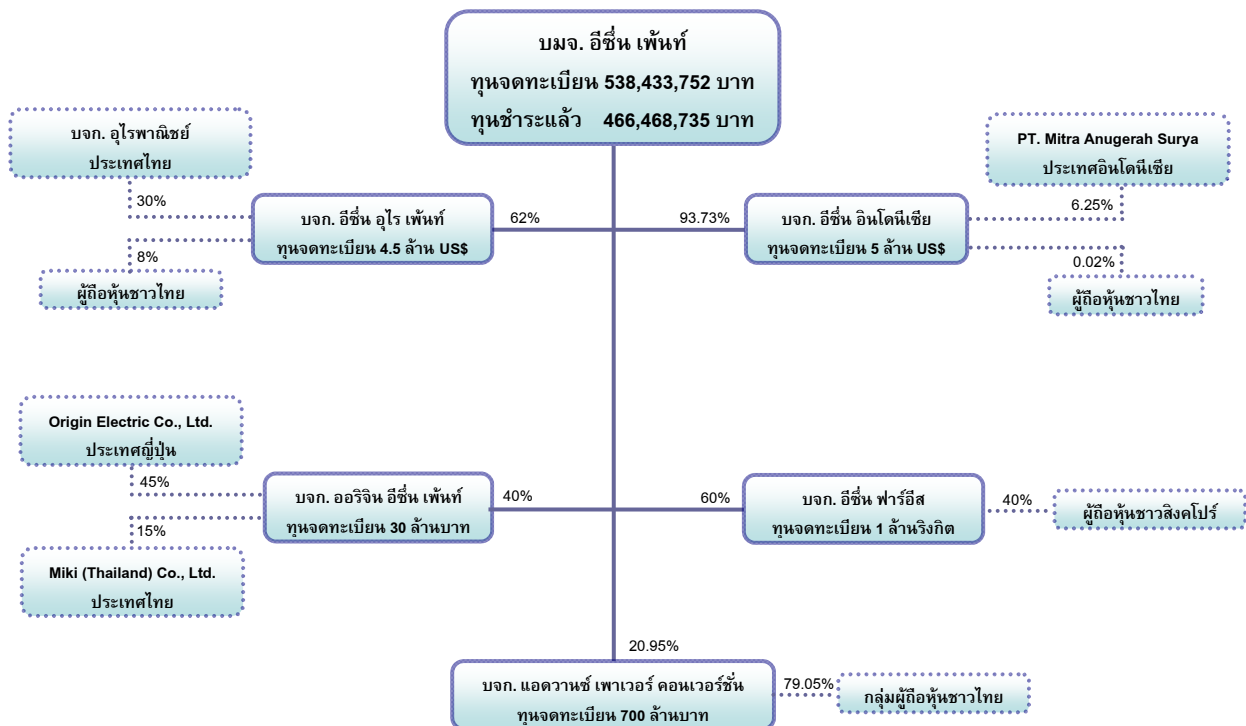 บมจ. อีซึ่น เพ้นท์
ทุนจดทะเบียน 538,433,752 บาท
ทุนชำระแล้ว 466,468,735 บาท
บจก. อุไรพาณิชย์
ประเทศไทย
30%
8%
ผู้ถือหุ้นชาวไทย
บจก. อีซึ่น อุไร เพ้นท์
ทุนจดทะเบียน 4.5 ล้าน US$
62%
93.73%
บจก. อีซึ่น อินโดนีเซีย
ทุนจดทะเบียน 5 ล้าน US$
PT. Mitra Anugerah Surya
ประเทศอินโดนีเซีย
6.25%
0.02%
ผู้ถือหุ้นชาวไทย
Origin Electric Co., Ltd.
ประเทศญี่ปุ่น
45%
15%
Miki (Thailand) Co., Ltd.
ประเทศไทย
บจก. ออริจิน อีซึ่น เพ้นท์
ทุนจดทะเบียน 30 ล้านบาท
40%
60%
บจก. อีซึ่น ฟาร์อีส
ทุนจดทะเบียน 1 ล้านริงกิต
40%
ผู้ถือหุ้นชาวสิงคโปร์
20.95%
บจก. แอดวานซ์ เพาเวอร์ คอนเวอร์ชั่น
ทุนจดทะเบียน 700 ล้านบาท
79.05%
กลุ่มผู้ถือหุ้นชาวไทย